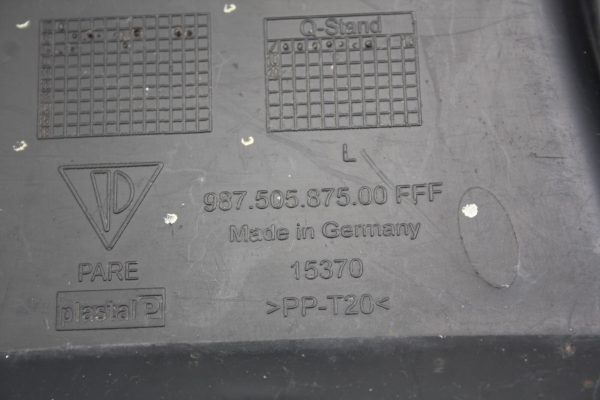 Q-Stand
L
987.505.875.00 FFF
Made in Germany
PARE
15370
plastal P
>PP-T20<